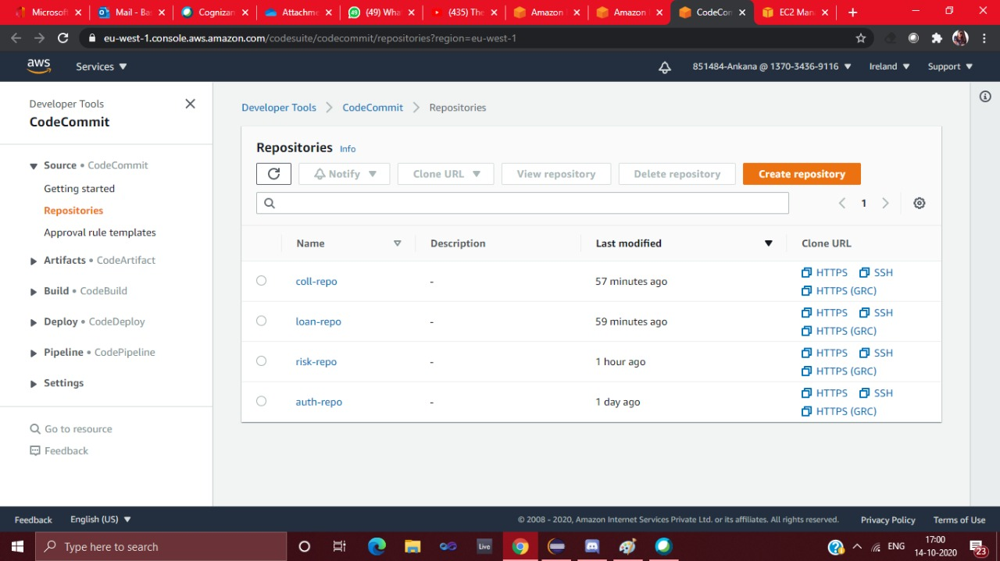 Microsoft
Mail - Bas
Cognizan
Attachme
(49) Wha
(435) The
Amazon
Amazon
CodeCom
EC2 Man
eu-west-1.console.aws.amazon.com/codesuite/codecommit/repositories?region=eu-west-1
aws
Services
851484-Ankana @ 1370-3436-9116
Ireland
Support
Developer Tools
CodeCommit
Source • CodeCommit
Getting started
Repositories
Approval rule templates
Artifacts • CodeArtifact
Build • CodeBuild
Deploy • CodeDeploy
Pipeline • CodePipeline
Settings
Go to resource
Feedback
Developer Tools
CodeCommit
Repositories
Repositories Info
Notify
Clone URL
View repository
Delete repository
Create repository
1
Name Description Last modified Clone URL
coll-repo - 57 minutes ago HTTPS SSH
HTTPS (GRC)
loan-repo - 59 minutes ago HTTPS SSH
HTTPS (GRC)
risk-repo - 1 hour ago HTTPS SSH
HTTPS (GRC)
auth-repo - 1 day ago HTTPS SSH
HTTPS (GRC)
Feedback
English (US)
© 2008 - 2020, Amazon Internet Services Private Ltd. or its affiliates. All rights reserved.
Privacy Policy
Terms of Use
Type here to search
Live
ENG
17:00
14-10-2020
23